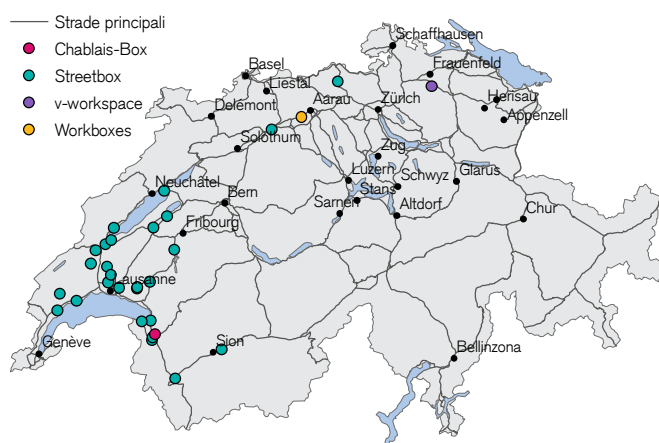 Strade principali
Chablais-Box
Streetbox
v-workspace
Workboxes
Schaffhausen
Basel
Frauenfeld
Liestal
Aarau
Zürich
Herisau
Delémont
Appenzell
Solothurn
Zug
Luzern
Glarus
Neuchâtel
Schwyz
Bern
Stans
Sarnen
Altdorf
Chur
Fribourg
Lausanne
Genève
Sion
Bellinzona